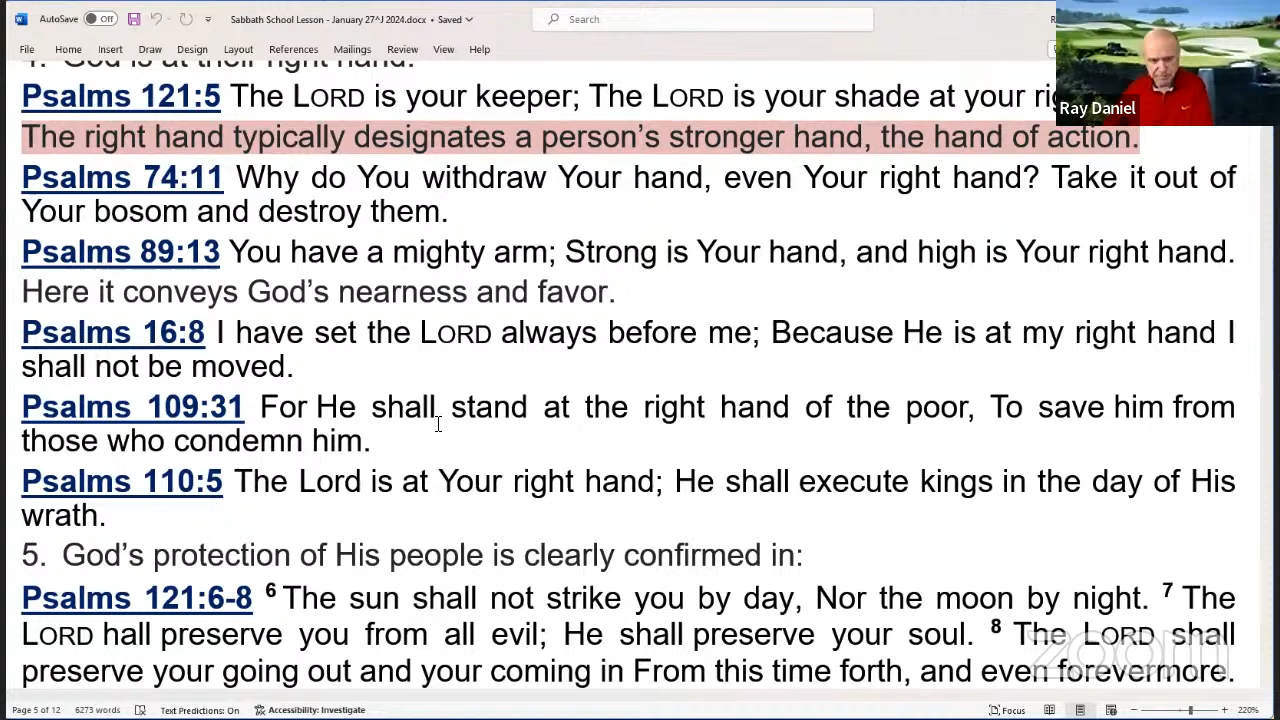 AutoSave Off Sabbath School Lesson - January 27^J 2024.docx • Saved Search
File Home Insert Draw Design Layout References Mailings Review View Help
Ray Daniel
4. God is at their right hand.
Psalms 121:5 The LORD is your keeper; The LORD is your shade at your
The right hand typically designates a person's stronger hand, the hand of action.
Psalms 74:11 Why do You withdraw Your hand, even Your right hand? Take it out of
Your bosom and destroy them.
Psalms 89:13 You have a mighty arm; Strong is Your hand, and high is Your right hand.
Here it conveys God's nearness and favor.
Psalms 16:8 I have set the LORD always before me; Because He is at my right hand I
shall not be moved.
Psalms 109:31 For He shall stand at the right hand of the poor, To save him from
those who condemn him.
Psalms 110:5 The Lord is at Your right hand; He shall execute kings in the day of His
wrath.
5. God's protection of His people is clearly confirmed in:
Psalms 121:6-8 6 The sun shall not strike you by day, Nor the moon by night. 7 The
LORD hall preserve you from all evil; He shall preserve your soul. 8 The LORD shall
preserve your going out and your coming in From this time forth, and even forevermore.
zoom
Page 5 of 12 6273 words Text Predictions: On Accessibility: Investigate Focus 220%